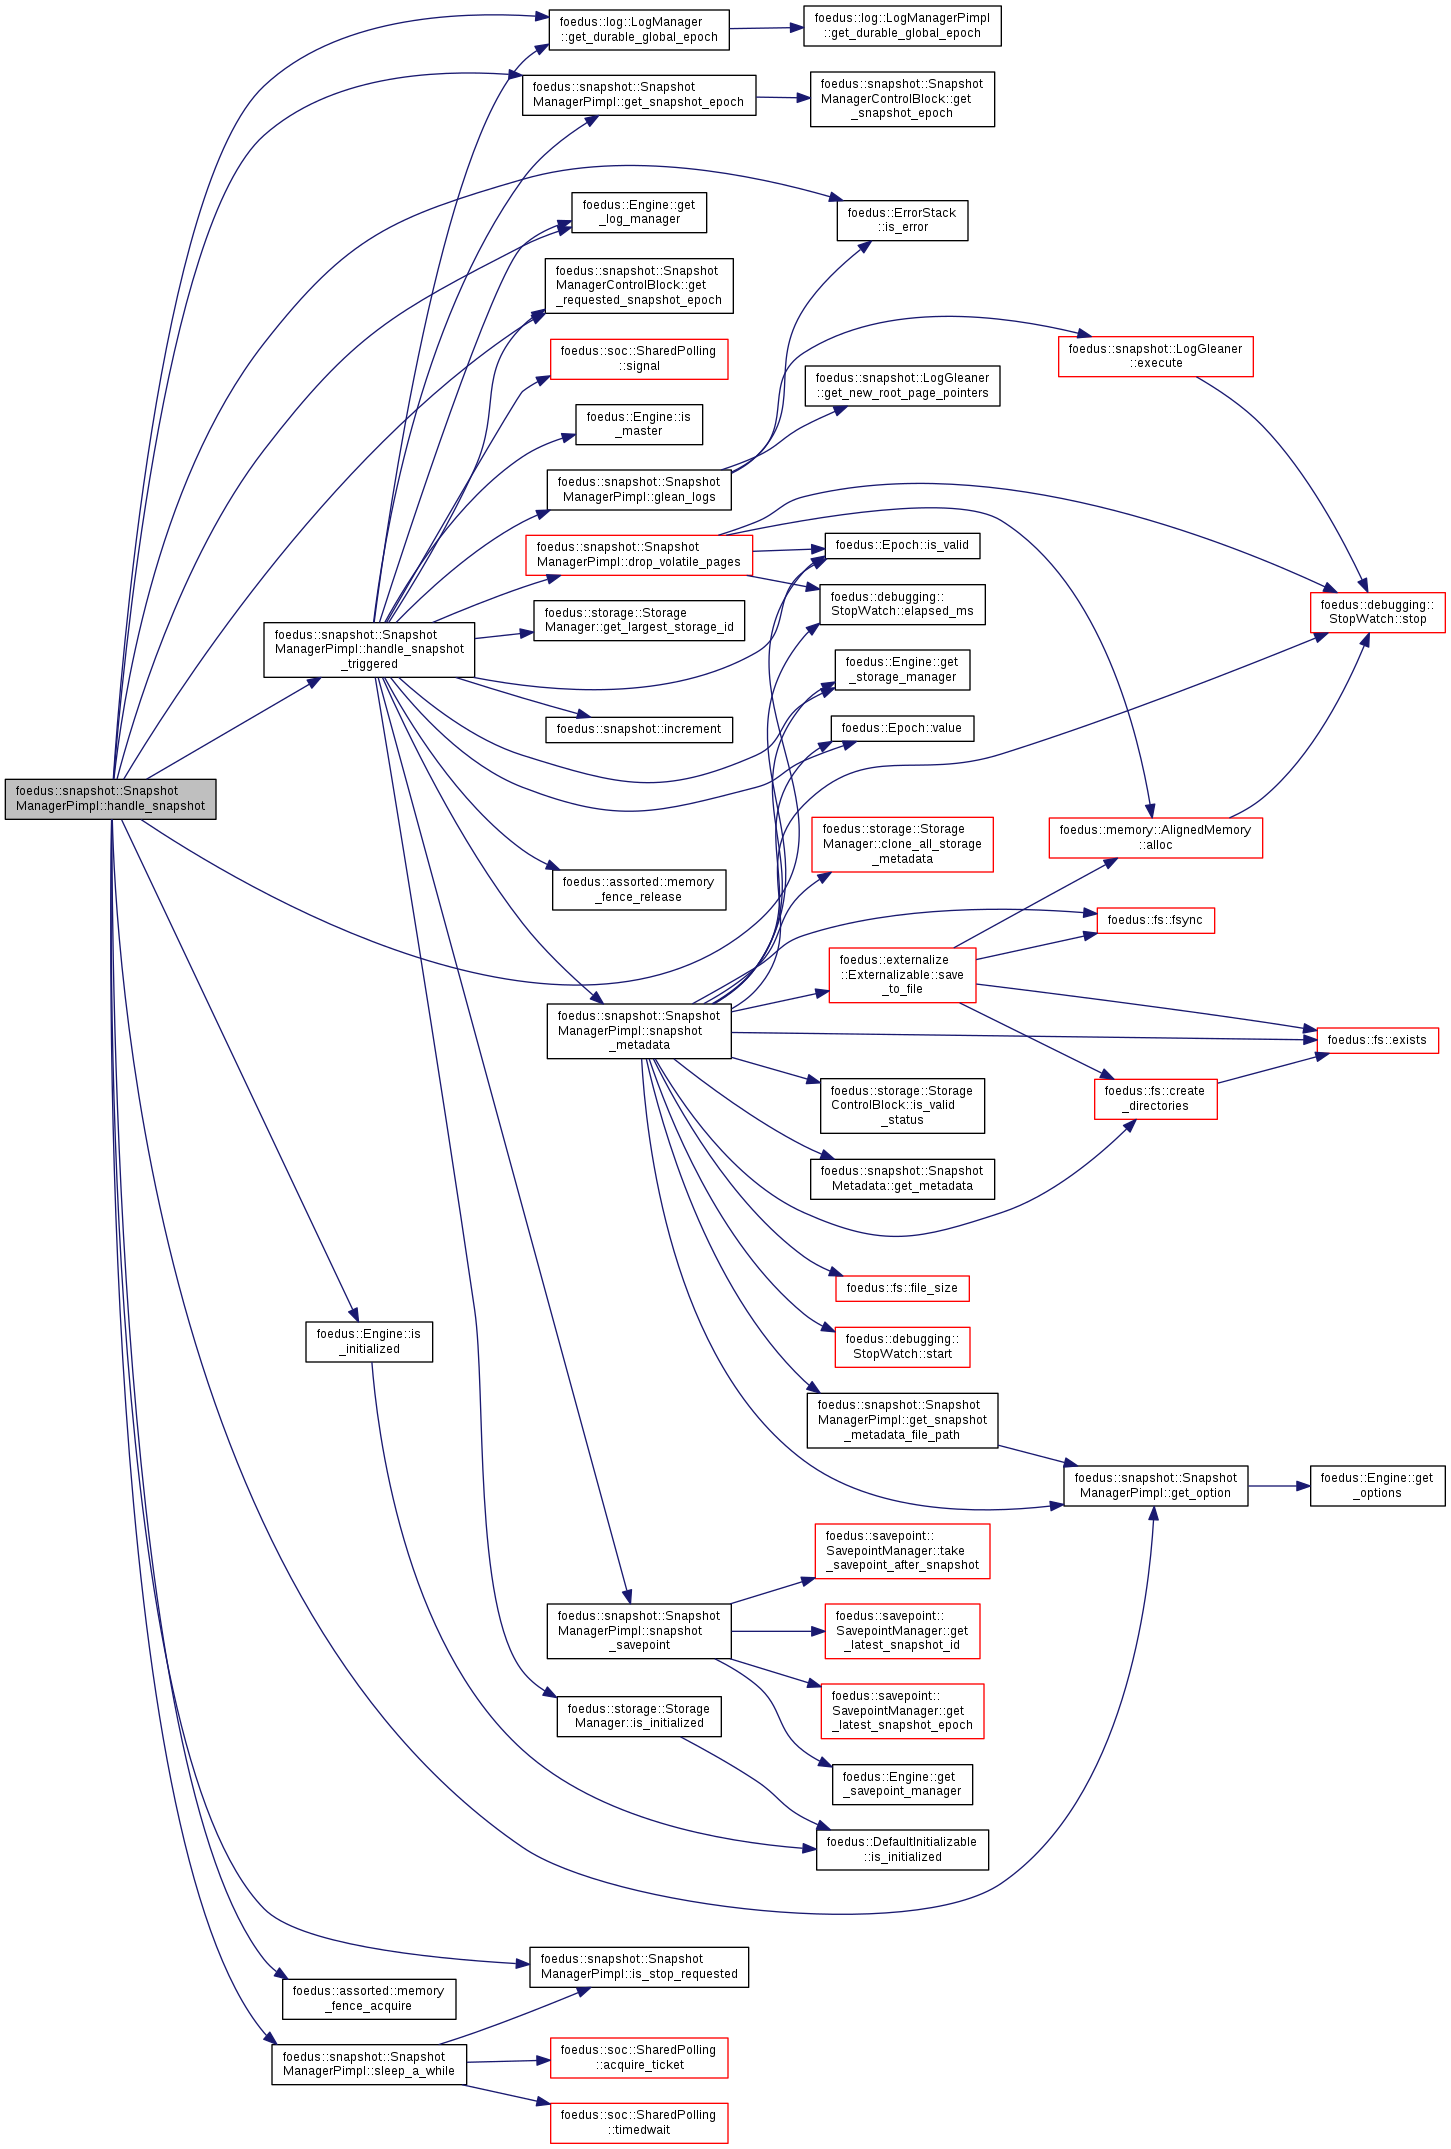 foedus::log::LogManager
::get_durable_global_epoch
foedus::log::LogManagerPimpl
::get_durable_global_epoch
foedus::snapshot::Snapshot
ManagerPimpl::get_snapshot_epoch
foedus::snapshot::Snapshot
ManagerControlBlock::get
_snapshot_epoch
foedus::Engine::get
_log_manager
foedus::ErrorStack
::is_error
foedus::snapshot::Snapshot
ManagerControlBlock::get
_requested_snapshot_epoch
foedus::soc::SharedPolling
::signal
foedus::snapshot::LogGleaner
::execute
foedus::snapshot::LogGleaner
::get_new_root_page_pointers
foedus::Engine::is
_master
foedus::snapshot::Snapshot
ManagerPimpl::glean_logs
foedus::snapshot::Snapshot
ManagerPimpl::drop_volatile_pages
foedus::Epoch::is_valid
foedus::debugging::
StopWatch::elapsed_ms
foedus::debugging::
StopWatch::stop
foedus::storage::Storage
Manager::get_largest_storage_id
foedus::snapshot::Snapshot
ManagerPimpl::handle_snapshot
_triggered
foedus::Engine::get
_storage_manager
foedus::snapshot::increment
foedus::Epoch::value
foedus::snapshot::Snapshot
ManagerPimpl::handle_snapshot
foedus::storage::Storage
Manager::clone_all_storage
_metadata
foedus::memory::AlignedMemory
::alloc
foedus::assorted::memory
_fence_release
foedus::fs::fsync
foedus::externalize
::Externalizable::save
_to_file
foedus::snapshot::Snapshot
ManagerPimpl::snapshot
_metadata
foedus::fs::exists
foedus::storage::Storage
ControlBlock::is_valid
_status
foedus::fs::create
_directories
foedus::snapshot::Snapshot
Metadata::get_metadata
foedus::fs::file_size
foedus::Engine::is
_initialized
foedus::debugging::
StopWatch::start
foedus::snapshot::Snapshot
ManagerPimpl::get_snapshot
_metadata_file_path
foedus::snapshot::Snapshot
ManagerPimpl::get_option
foedus::Engine::get
_options
foedus::savepoint::
SavepointManager::take
_savepoint_after_snapshot
foedus::snapshot::Snapshot
ManagerPimpl::snapshot
_savepoint
foedus::savepoint::
SavepointManager::get
_latest_snapshot_id
foedus::savepoint::
SavepointManager::get
_latest_snapshot_epoch
foedus::storage::Storage
Manager::is_initialized
foedus::Engine::get
_savepoint_manager
foedus::DefaultInitializable
::is_initialized
foedus::snapshot::Snapshot
ManagerPimpl::is_stop_requested
foedus::assorted::memory
_fence_acquire
foedus::snapshot::Snapshot
ManagerPimpl::sleep_a_while
foedus::soc::SharedPolling
::acquire_ticket
foedus::soc::SharedPolling
::timedwait